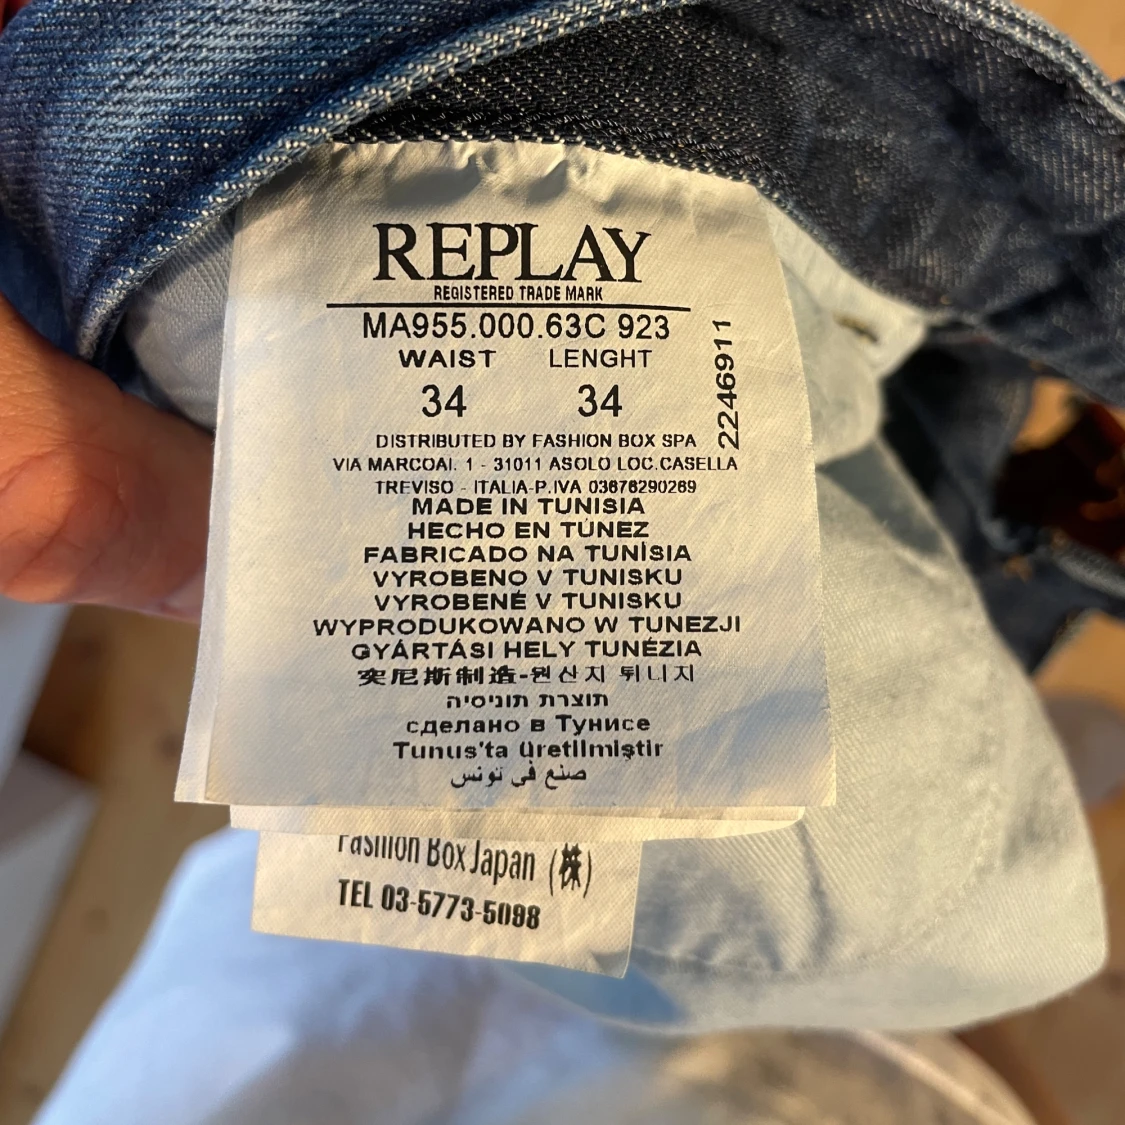 REPLAY
REGISTERED TRADE MARK
MA955.000.63C 923
WAIST LENGHT
34 34
2246911
DISTRIBUTED BY FASHION BOX SPA
VIA MARCOAI. 1 - 31011 ASOLO LOC.CASELLA
TREVISO - ITALIA-P.IVA 03676290269
MADE IN TUNISIA
HECHO EN TÚNEZ
FABRICADO NA TUNÍSIA
VYROBENO V TUNISKU
VYROBENÉ V TUNISKU
WYPRODUKOWANO W TUNEZJI
GYÁRTÁSI HELY TUNÉZIA
突尼斯制造-원산지 튀니지
תוצרת תוניסיה
сделано в Тунисе
Tunus'ta üretilmiştir
صنع في تونس
Fashion Box Japan (株)
TEL 03-5773-5098